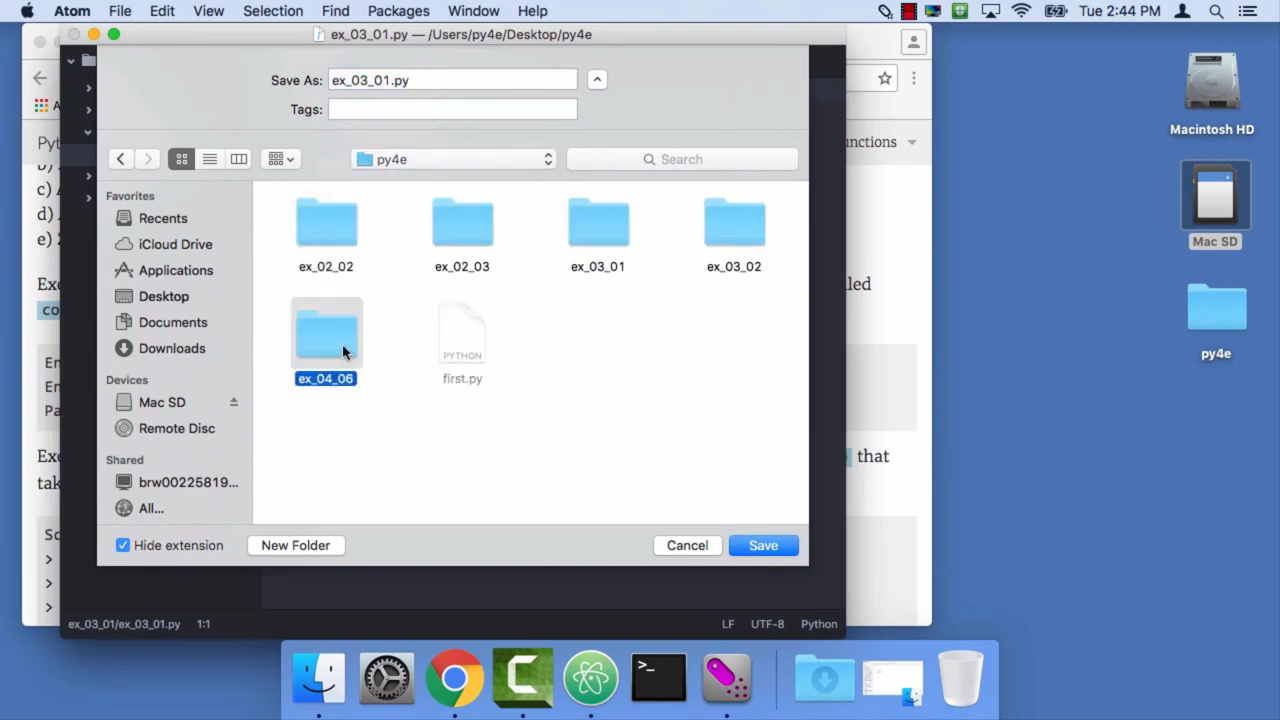 Atom File Edit View Selection Find Packages Window Help Tue 2:44 PM
ex_03_01.py — /Users/py4e/Desktop/py4e
Save As: ex_03_01.py
Tags:
py4e
Search
Favorites
Recents
iCloud Drive
Applications
Desktop
Documents
Downloads
Devices
Mac SD
Remote Disc
Shared
brw00225819...
All...
ex_02_02 ex_02_03 ex_03_01 ex_03_02
PYTHON
ex_04_06 first.py
Hide extension New Folder Cancel Save
ex_03_01/ex_03_01.py 1:1 LF UTF-8 Python
c)
d)
e)
that
>
>
>
Macintosh HD
Mac SD
py4e